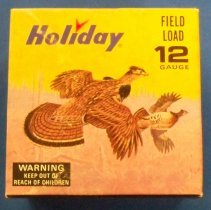 Holiday
FIELD
LOAD
12
GAUGE
WARNING
KEEP OUT OF
REACH OF CHILDREN